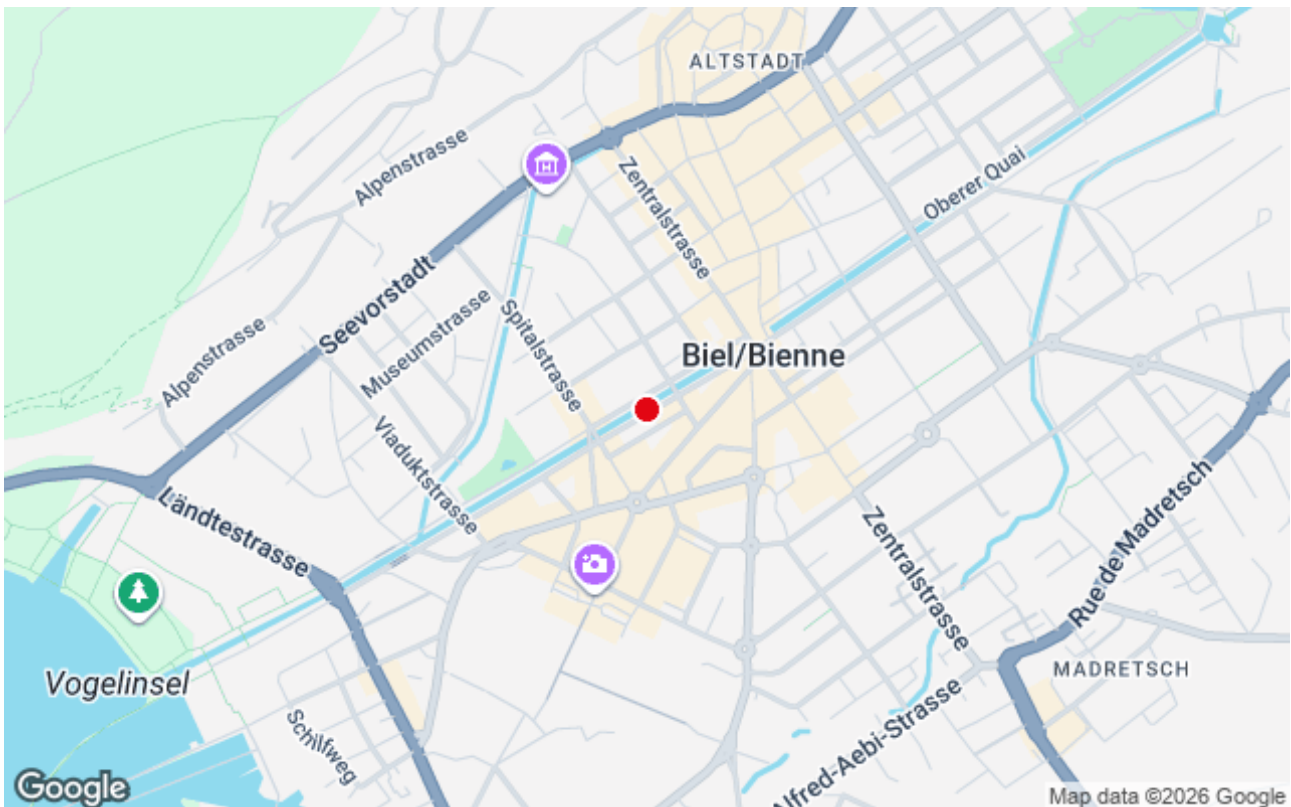 ALTSTADT
Alpenstrasse
Zentralstrasse
Oberer Quai
Seevorstadt
Museumstrasse
Spitalstrasse
Alpenstrasse
Biel/Bienne
Viaduktstrasse
Ländtestrasse
Zentralstrasse
Rue de Madretsch
Vogelinsel
MADRETSCH
Schilfweg
Alfred-Aebi-Strasse
Google
Map data ©2026 Google